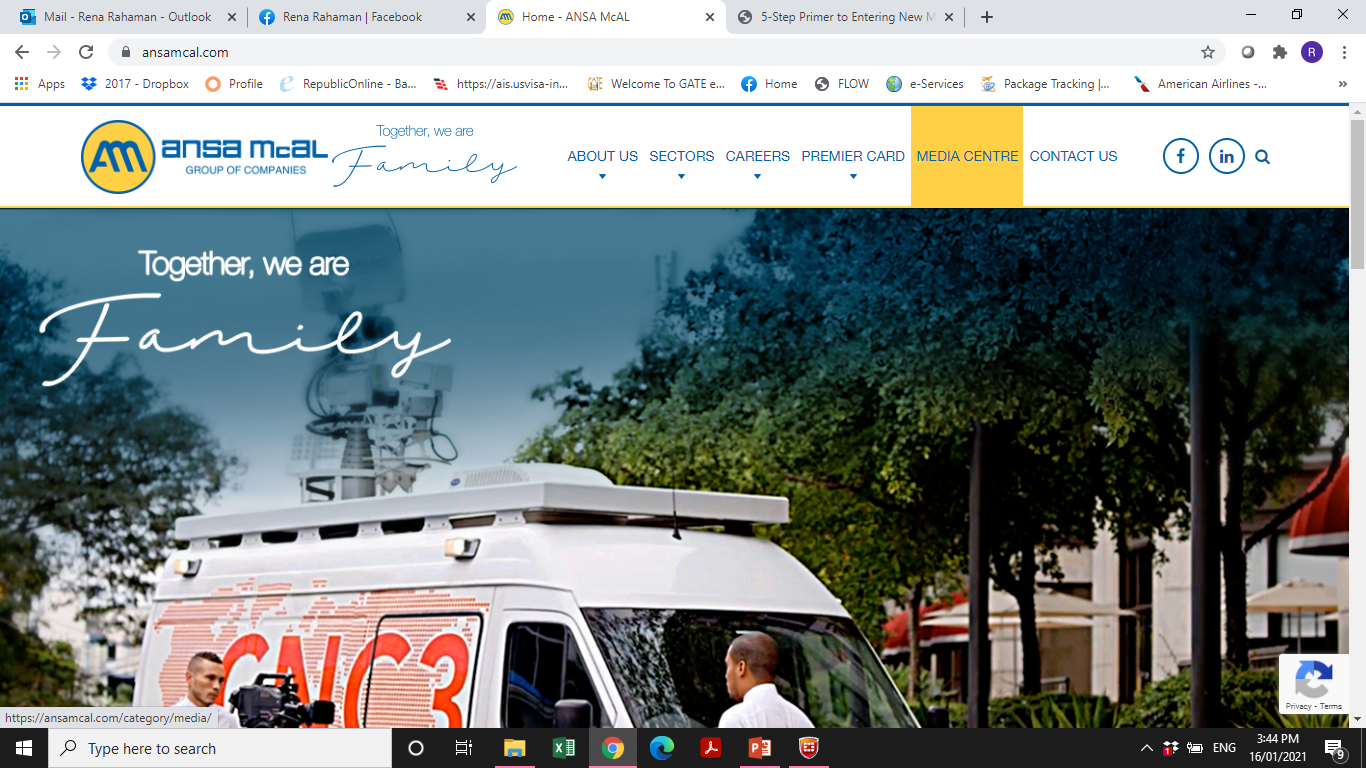 Mail - Rena Rahaman - Outlook
Rena Rahaman | Facebook
Home - ANSA McAL
5-Step Primer to Entering New M
ansamcal.com
R
Apps
2017 - Dropbox
Profile
RepublicOnline - Ba...
https://ais.usvisa-in...
Welcome To GATE e...
Home
FLOW
e-Services
Package Tracking |...
American Airlines -...
»
AM
ansa mcaL
GROUP OF COMPANIES
Together, we are
Family
ABOUT US
SECTORS
CAREERS
PREMIER CARD
MEDIA CENTRE
CONTACT US
f
in
Together, we are
Family
CNC3
Privacy - Terms
https://ansamcal.com/category/media/
Type here to search
ENG
3:44 PM
16/01/2021
1
9